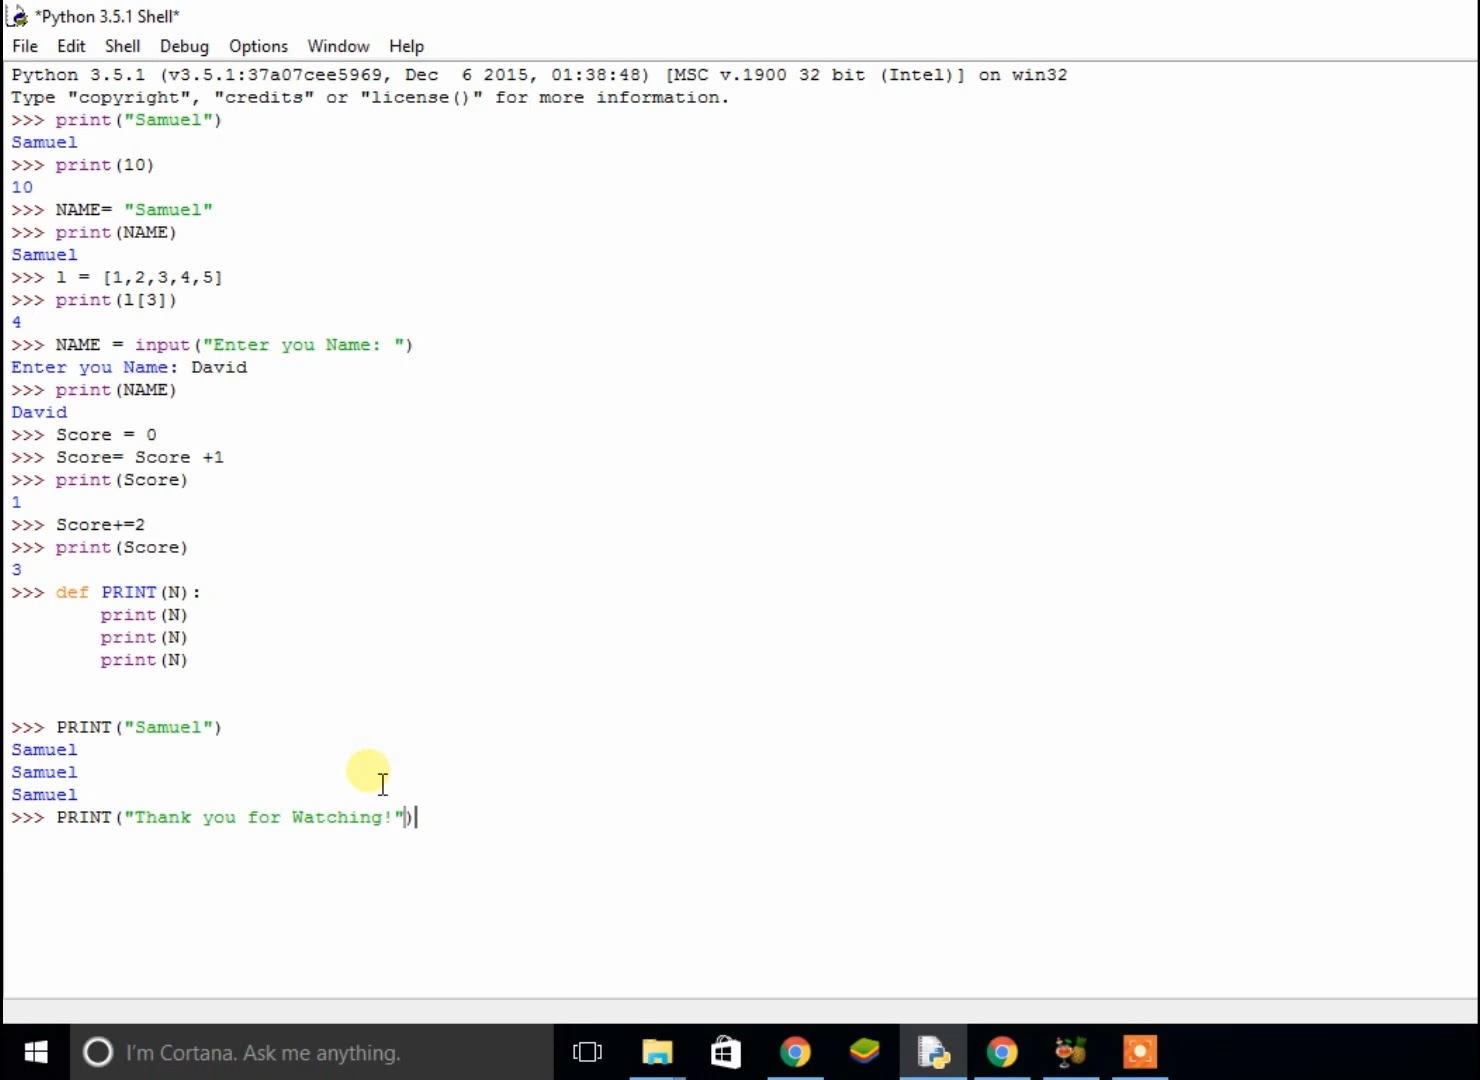 *Python 3.5.1 Shell*
File Edit Shell Debug Options Window Help
Python 3.5.1 (v3.5.1:37a07cee5969, Dec  6 2015, 01:38:48) [MSC v.1900 32 bit (Intel)] on win32
Type "copyright", "credits" or "license()" for more information.
>>> print("Samuel")
Samuel
>>> print(10)
10
>>> NAME= "Samuel"
>>> print(NAME)
Samuel
>>> l = [1,2,3,4,5]
>>> print(l[3])
4
>>> NAME = input("Enter you Name: ")
Enter you Name: David
>>> print(NAME)
David
>>> Score = 0
>>> Score= Score +1
>>> print(Score)
1
>>> Score+=2
>>> print(Score)
3
>>> def PRINT(N):
        print(N)
        print(N)
        print(N)
>>> PRINT("Samuel")
Samuel
Samuel
Samuel
>>> PRINT("Thank you for Watching!")
I'm Cortana. Ask me anything.